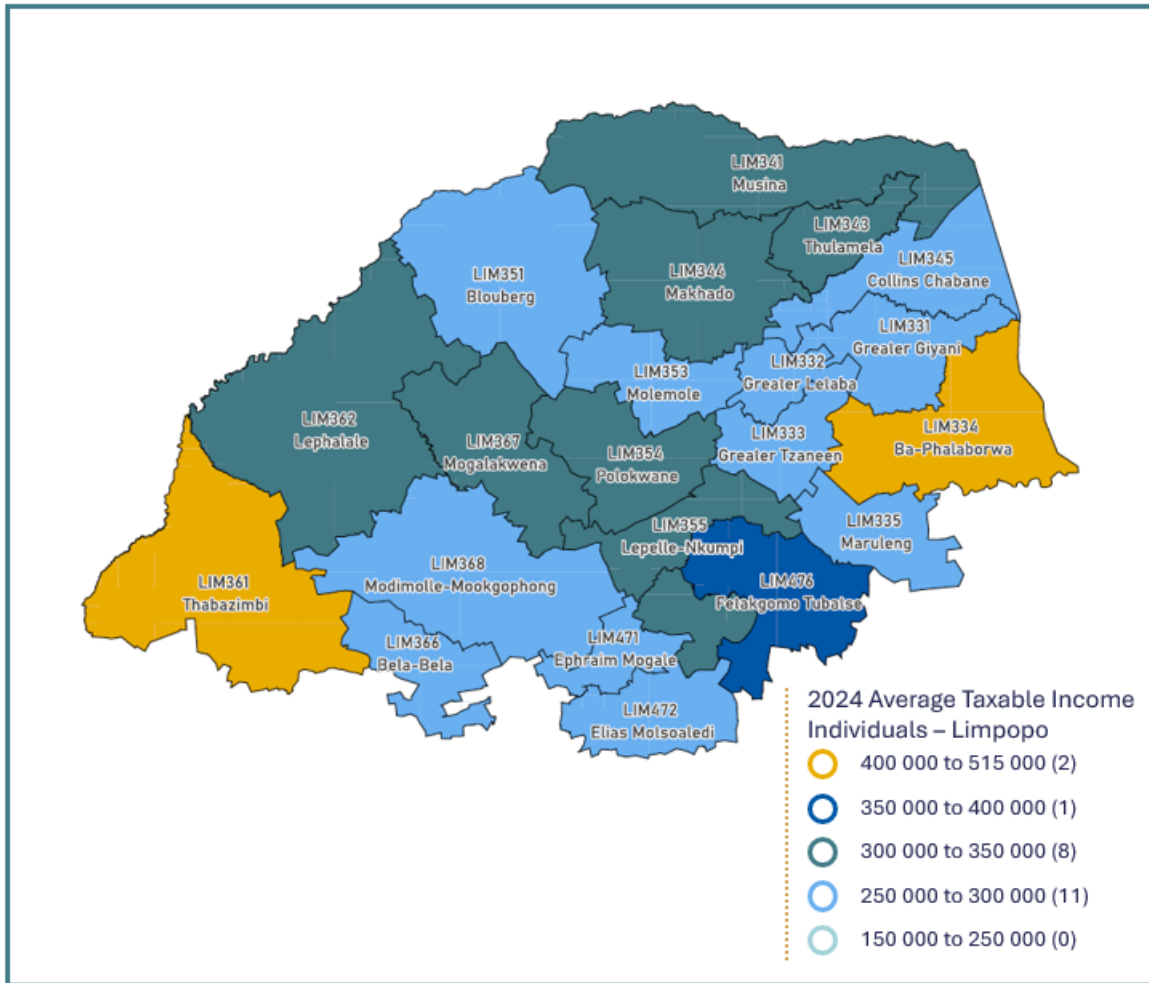 LIM341
Musina
LIM343
Thulamela
LIM345
Collins Chabane
LIM351
Blouberg
LIM344
Makhado
LIM331
Greater Giyani
LIM332
Greater Letaba
LIM353
Molemole
LIM362
Lephalale
LIM367
Mogalakwena
LIM354
Polokwane
LIM333
Greater Tzaneen
LIM334
Ba-Phalaborwa
LIM335
Maruleng
LIM355
Lepelle-Nkumpi
LIM368
Modimolle-Mookgophong
LIM361
Thabazimbi
LIM476
Fetakgomo Tubatse
LIM366
Bela-Bela
LIM471
Ephraim Mogale
LIM472
Elias Motsoaledi
2024 Average Taxable Income
Individuals – Limpopo
400 000 to 515 000 (2)
350 000 to 400 000 (1)
300 000 to 350 000 (8)
250 000 to 300 000 (11)
150 000 to 250 000 (0)